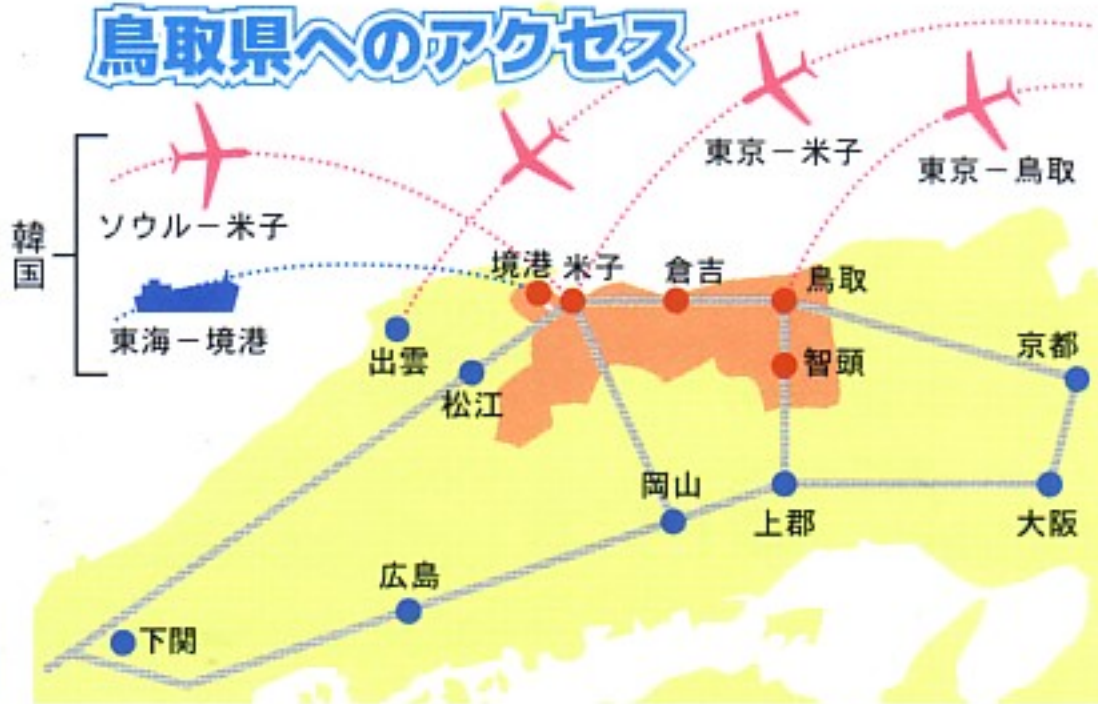 鳥取県へのアクセス
東京－米子
東京－鳥取
韓国
ソウル－米子
東海－境港
境港
米子
倉吉
鳥取
智頭
出雲
松江
京都
岡山
上郡
大阪
広島
下関